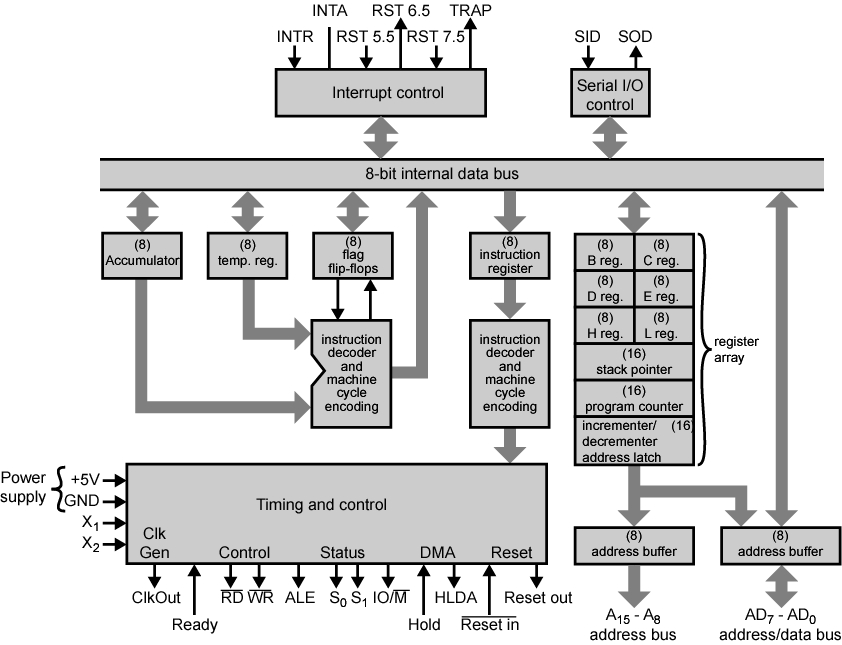 INTA RST 6.5 TRAP
INTR RST 5.5 RST 7.5 SID SOD
Interrupt control
Serial I/O
control
8-bit internal data bus
(8)
Accumulator
(8)
temp. reg.
(8)
flag
flip-flops
(8)
instruction
register
(8)
B reg.
(8)
C reg.
(8)
D reg.
(8)
E reg.
(8)
H reg.
(8)
L reg.
(16)
stack pointer
(16)
program counter
incrementer/ (16)
decrementer
address latch
register
array
instruction
decoder
and
machine
cycle
encoding
instruction
decoder
and
machine
cycle
encoding
Power
supply
+5V
GND
X₁
X₂
Timing and control
Clk
Gen
Control
Status
DMA
Reset
ClkOut
Ready
R̅D̅ W̅R̅
ALE
S₀ S₁ IO/M̅
Hold
HLDA
R̅e̅s̅e̅t̅ i̅n̅
Reset out
(8)
address buffer
(8)
address buffer
A₁₅ - A₈
address bus
AD₇ - AD₀
address/data bus